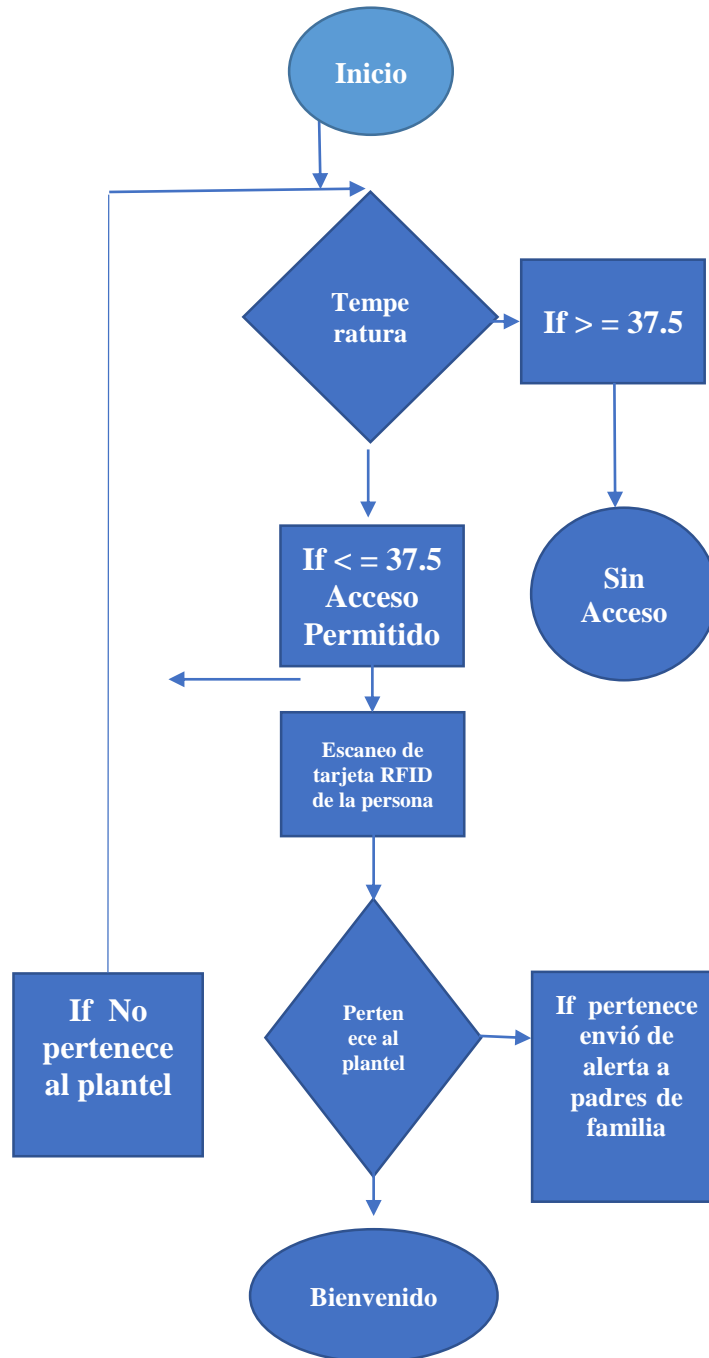 Inicio
Tempe
ratura
If > = 37.5
If < = 37.5
Acceso
Permitido
Sin
Acceso
Escaneo de
tarjeta RFID
de la persona
If No
pertenece
al plantel
Perten
ece al
plantel
If pertenece
envió de
alerta a
padres de
familia
Bienvenido